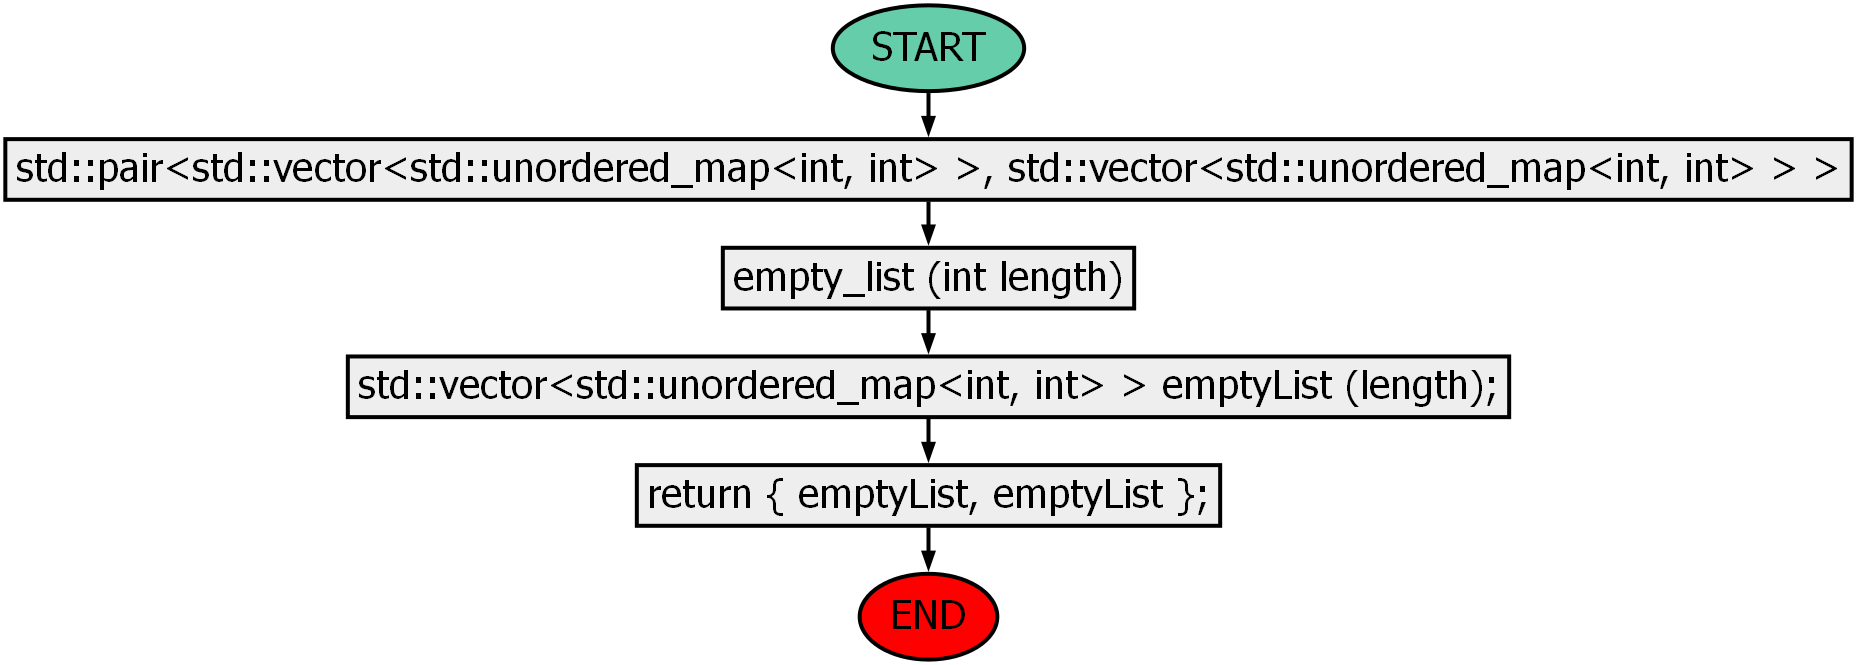 START
std::pair<std::vector<std::unordered_map<int, int> >, std::vector<std::unordered_map<int, int> > >
empty_list (int length)
std::vector<std::unordered_map<int, int> > emptyList (length);
return { emptyList, emptyList };
END